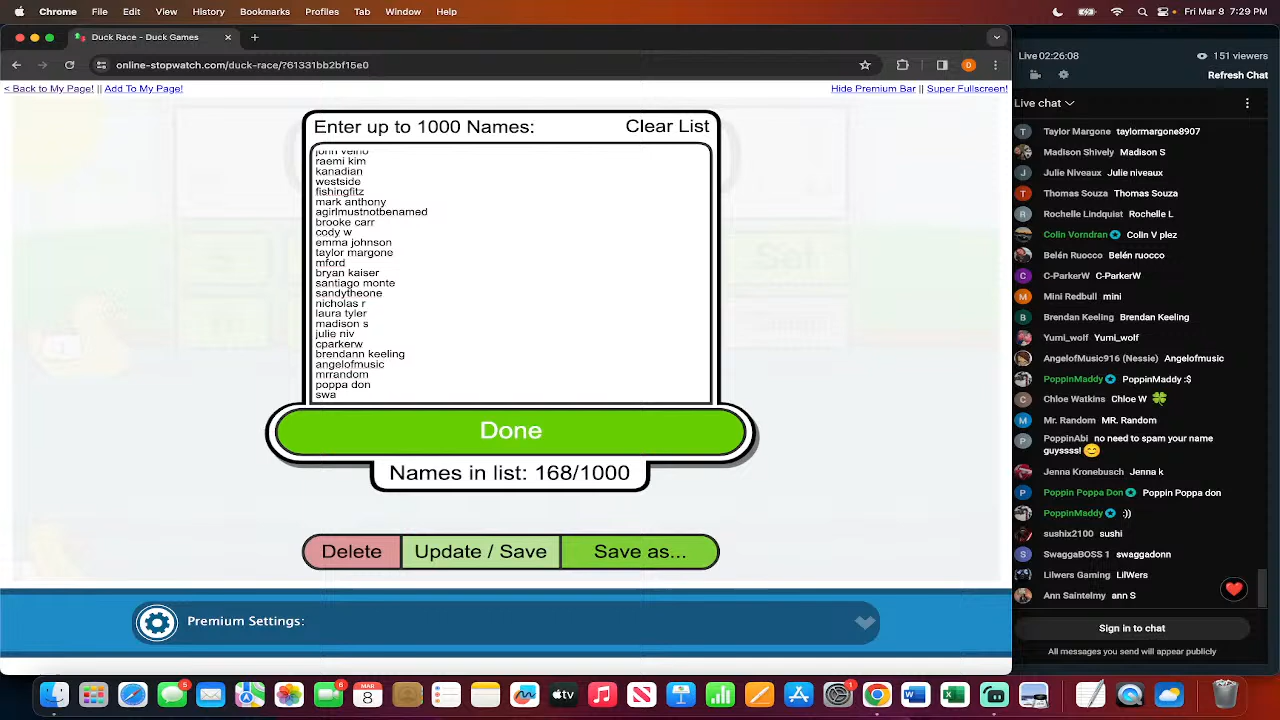 Chrome File Edit View History Bookmarks Profiles Tab Window Help Fri Mar 8 7:29 PM
Duck Race - Duck Games
online-stopwatch.com/duck-race/761331bb2bf15e0
< Back to My Page! || Add To My Page! Hide Premium Bar || Super Fullscreen!
Enter up to 1000 Names: Clear List
john velho
raemi kim
kanadian
westside
fishingfitz
mark anthony
agirlmustnotbenamed
brooke carr
cody w
emma johnson
taylor margone
mford
bryan kaiser
santiago monte
sandytheone
nicholas r
laura tyler
madison s
julie niv
cparkerw
brendann keeling
angelofmusic
mrrandom
poppa don
swa
Done
Names in list: 168/1000
Delete Update / Save Save as...
Premium Settings:
Live 02:26:08 151 viewers
Refresh Chat
Live chat
Taylor Margone taylormargone8907
Madison Shively Madison S
Julie Niveaux Julie niveaux
Thomas Souza Thomas Souza
Rochelle Lindquist Rochelle L
Colin Vorndran Colin V plez
Belén Ruocco Belén ruocco
C-ParkerW C-ParkerW
Mini Redbull mini
Brendan Keeling Brendan Keeling
Yumi_wolf Yumi_wolf
AngelofMusic916 (Nessie) Angelofmusic
PoppinMaddy PoppinMaddy :$
Chloe Watkins Chloe W 🍀
Mr. Random MR. Random
PoppinAbi no need to spam your name
guyssss! 😊
Jenna Kronebusch Jenna k
Poppin Poppa Don Poppin Poppa don
PoppinMaddy :))
sushix2100 sushi
SwaggaBOSS 1 swaggadonn
Lilwers Gaming LilWers
Ann Saintelmy ann S
Sign in to chat
All messages you send will appear publicly